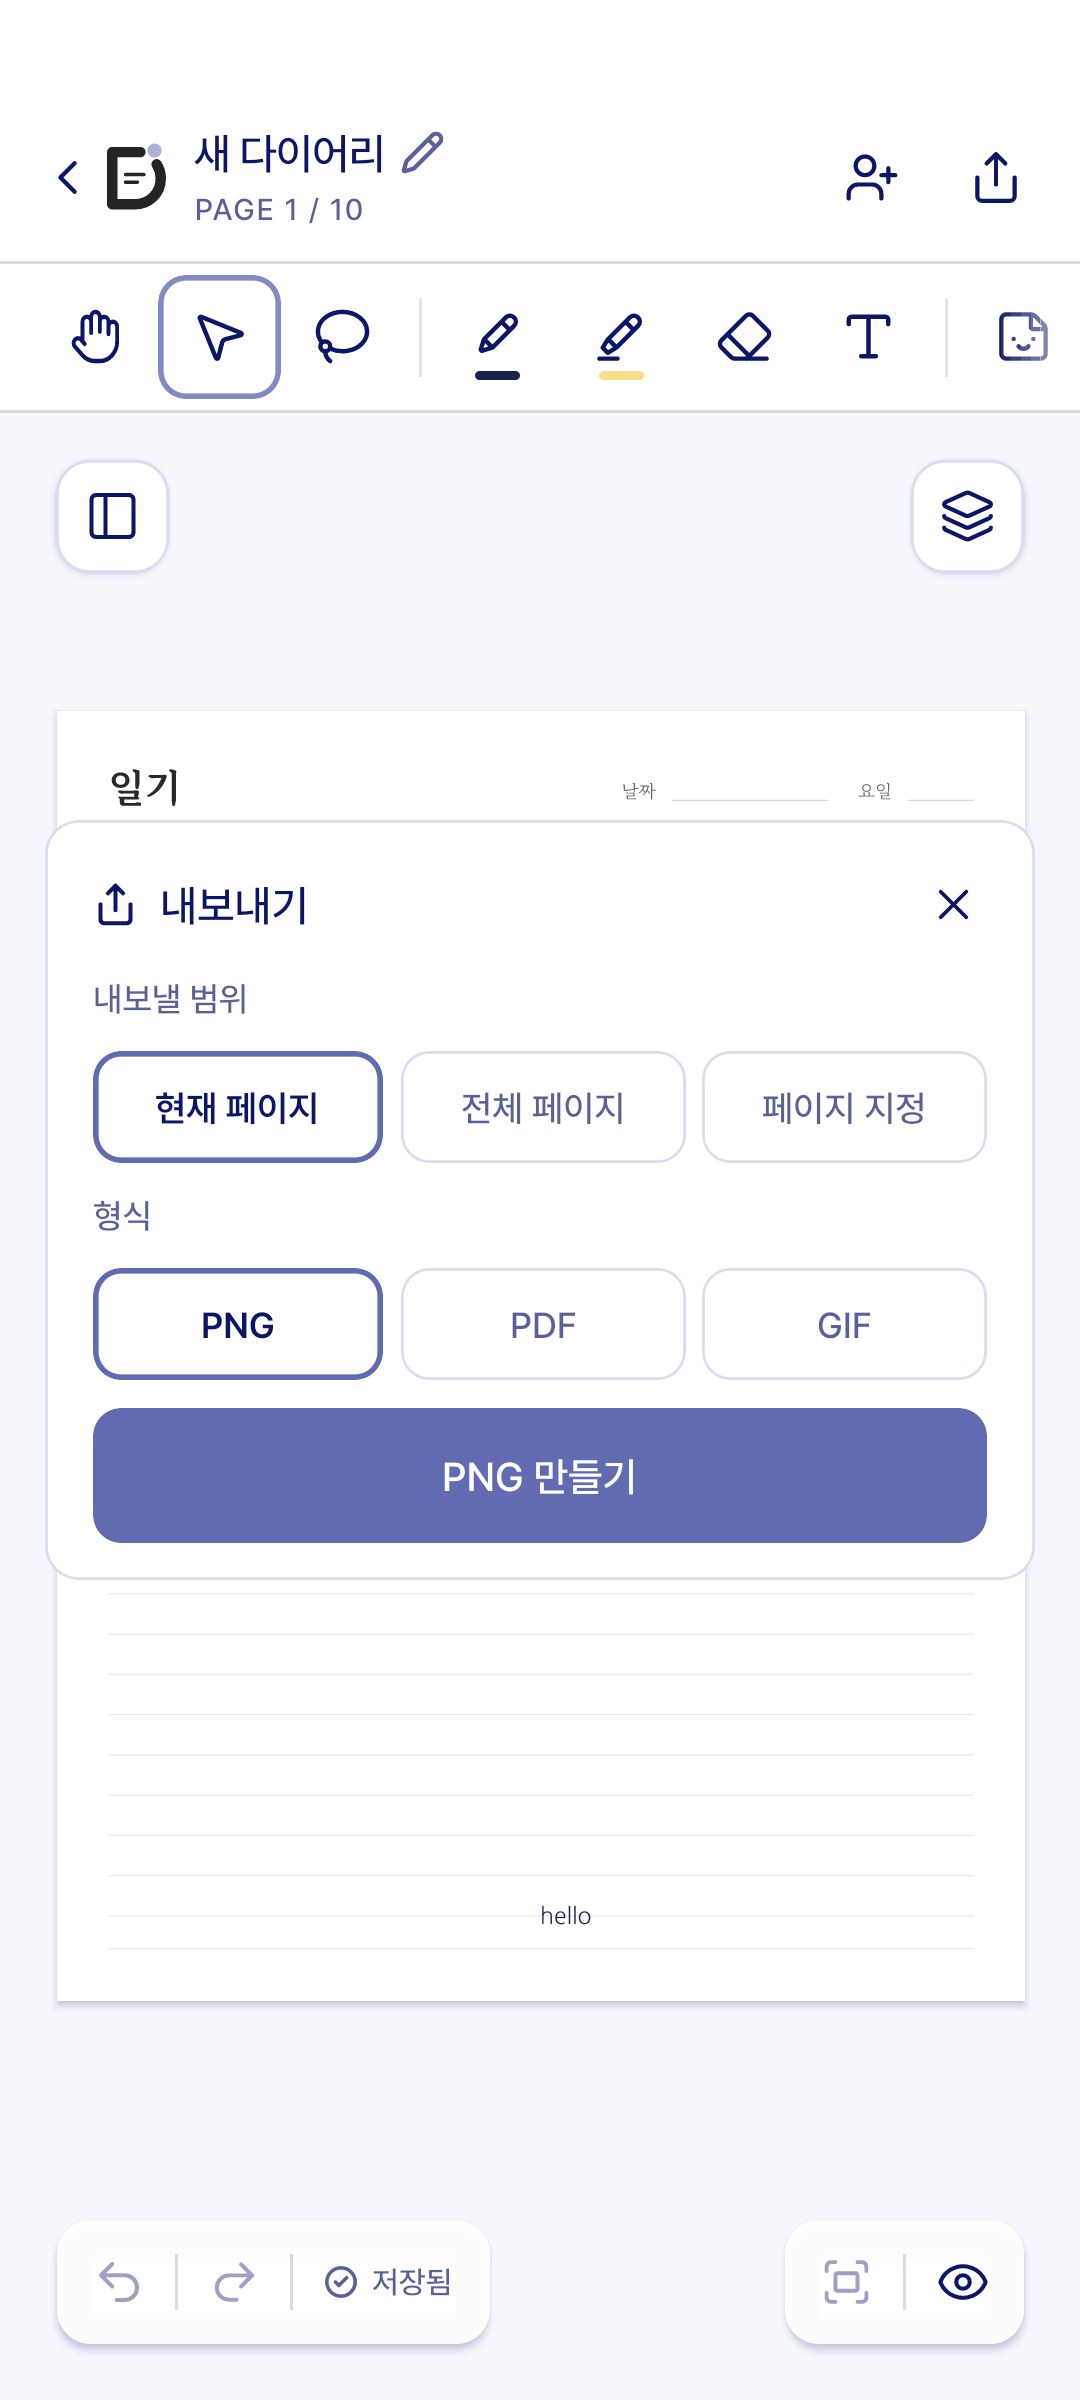 새 다이어리
PAGE 1 / 10
일기 날짜 요일
내보내기
내보낼 범위
현재 페이지 전체 페이지 페이지 지정
형식
PNG PDF GIF
PNG 만들기
hello
저장됨